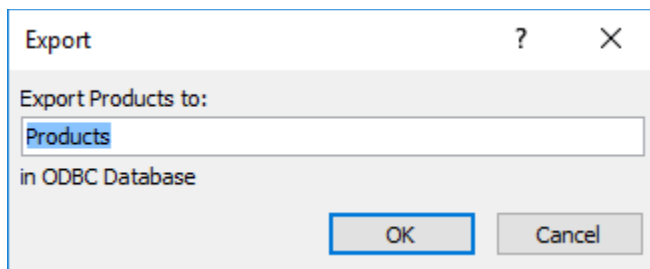 Export ?
Export Products to:
Products
in ODBC Database
OK Cancel